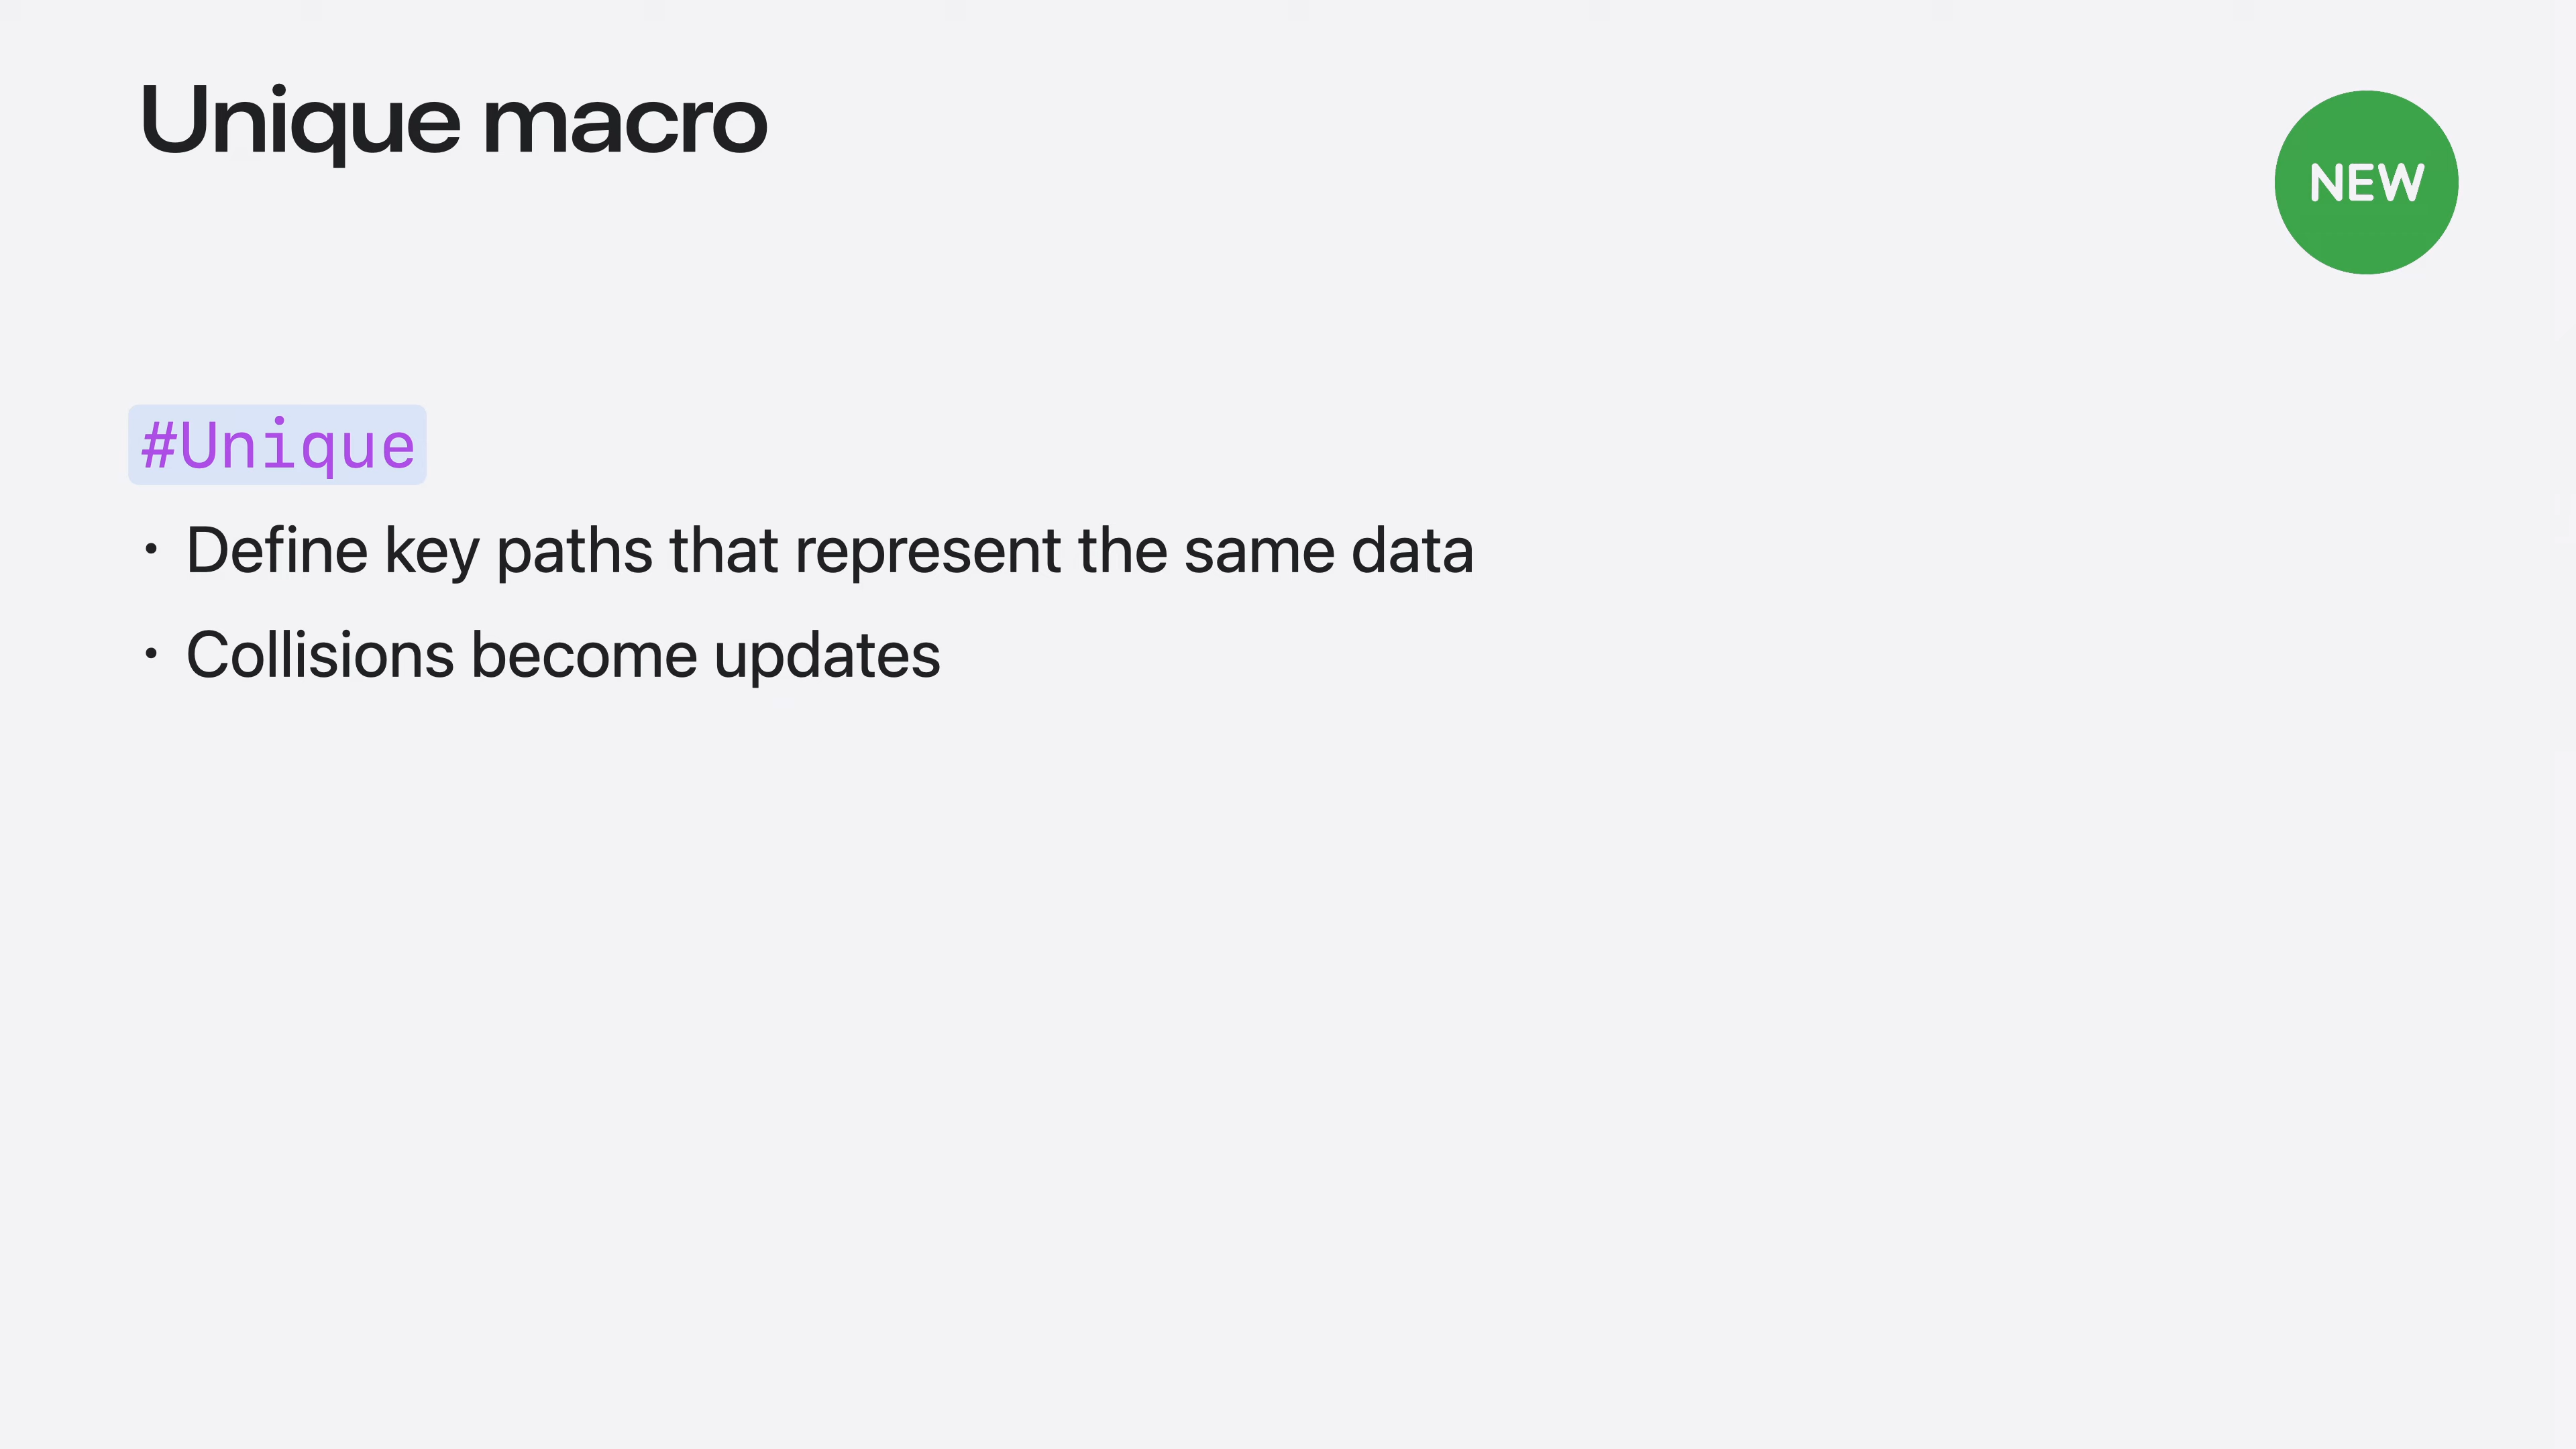 Unique macro
NEW
#Unique
• Define key paths that represent the same data
• Collisions become updates